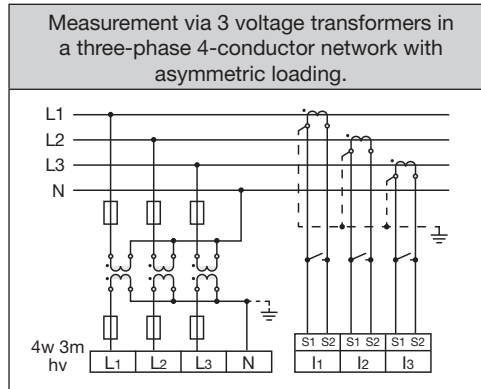 Measurement via 3 voltage transformers in
a three-phase 4-conductor network with
asymmetric loading.
L1
L2
L3
N
4w 3m
hv
L1 L2 L3 N
S1 S2 S1 S2 S1 S2
I1 I2 I3